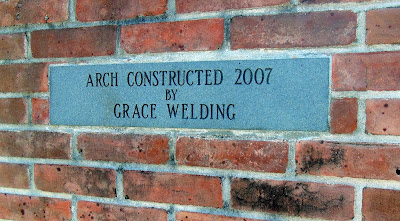 ARCH CONSTRUCTED 2007
BY
GRACE WELDING